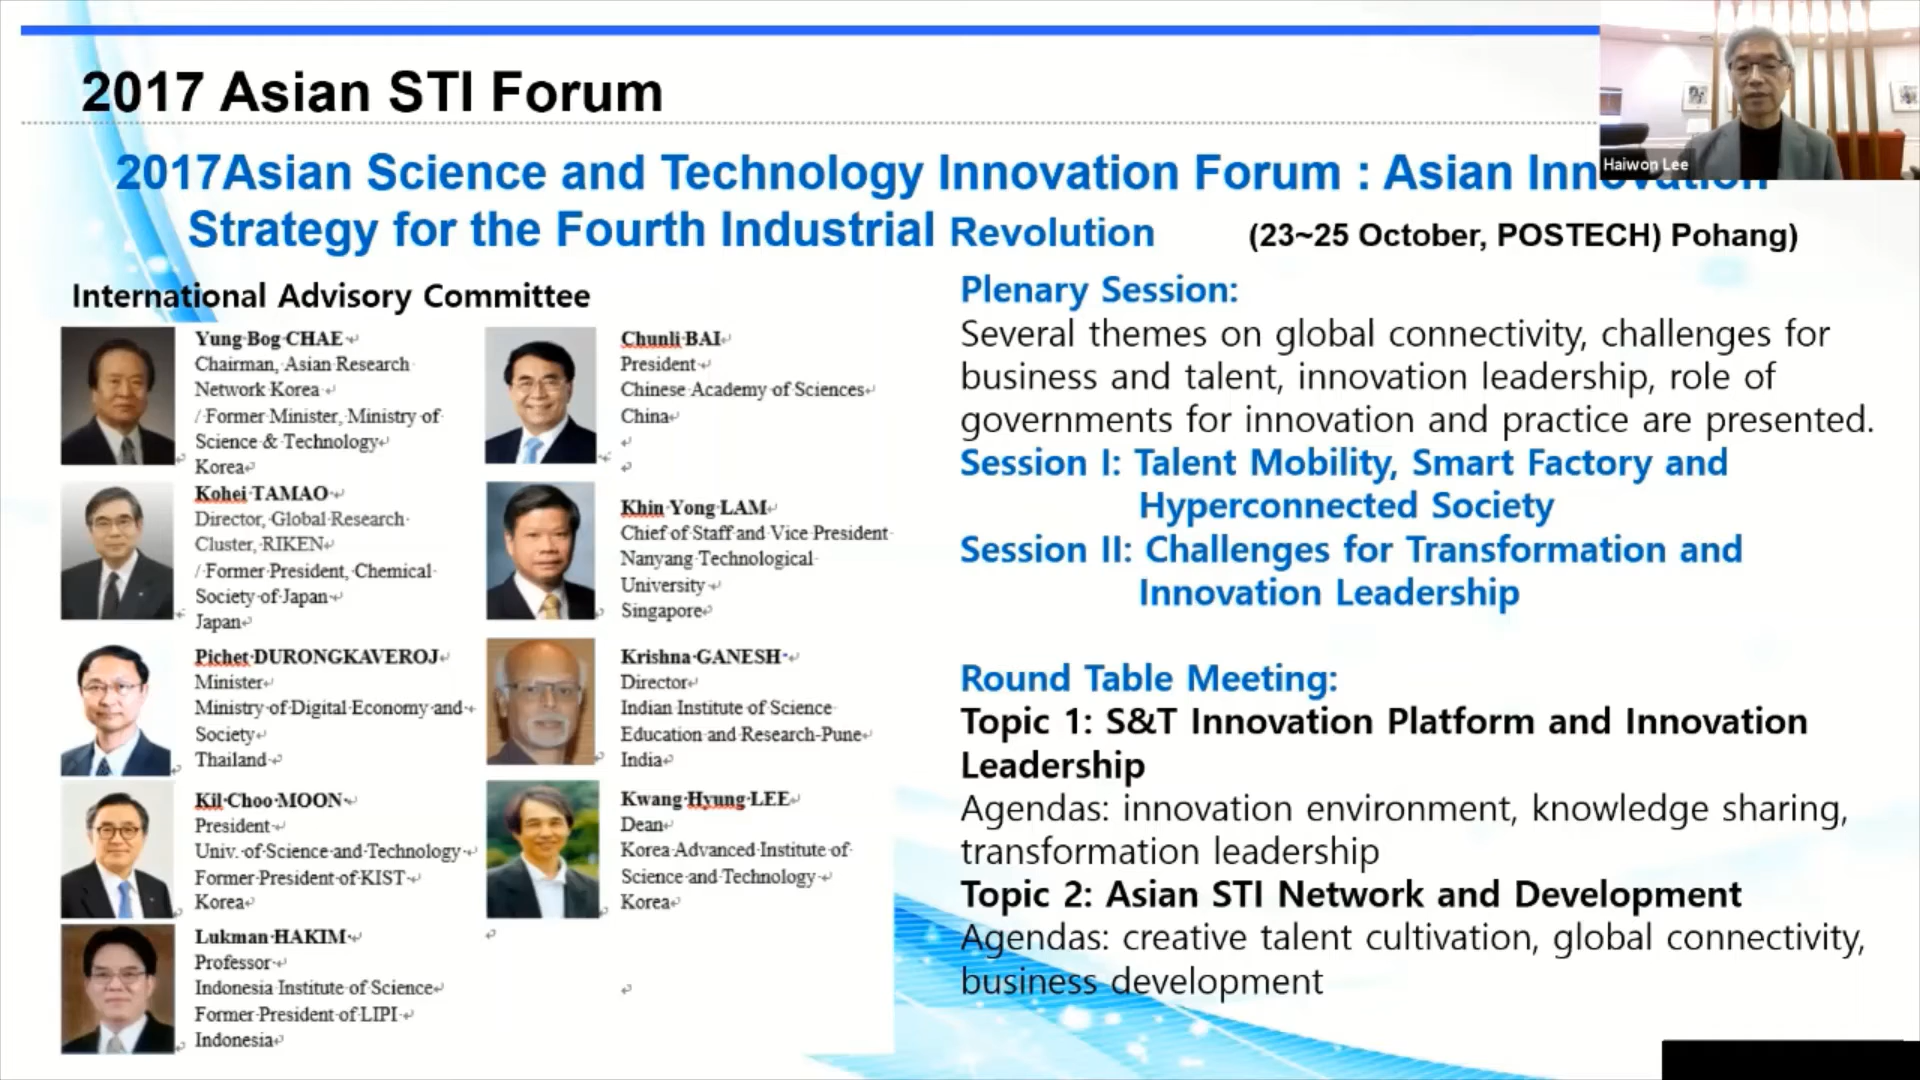 2017 Asian STI Forum
Haiwon Lee
2017Asian Science and Technology Innovation Forum : Asian Innovation
Strategy for the Fourth Industrial Revolution (23~25 October, POSTECH) Pohang)
International Advisory Committee
Yung Bog CHAE
Chairman, Asian Research
Network Korea
/ Former Minister, Ministry of
Science & Technology
Korea
Chunli BAI
President
Chinese Academy of Sciences
China
Kohei TAMAO
Director, Global Research
Cluster, RIKEN
/ Former President, Chemical
Society of Japan
Japan
Khin Yong LAM
Chief of Staff and Vice President
Nanyang Technological
University
Singapore
Pichet DURONGKAVEROJ
Minister
Ministry of Digital Economy and
Society
Thailand
Krishna GANESH
Director
Indian Institute of Science
Education and Research-Pune
India
Kil Choo MOON
President
Univ. of Science and Technology
Former President of KIST
Korea
Kwang Hyung LEE
Dean
Korea Advanced Institute of
Science and Technology
Korea
Lukman HAKIM
Professor
Indonesia Institute of Science
Former President of LIPI
Indonesia
Plenary Session:
Several themes on global connectivity, challenges for
business and talent, innovation leadership, role of
governments for innovation and practice are presented.
Session I: Talent Mobility, Smart Factory and
Hyperconnected Society
Session II: Challenges for Transformation and
Innovation Leadership
Round Table Meeting:
Topic 1: S&T Innovation Platform and Innovation
Leadership
Agendas: innovation environment, knowledge sharing,
transformation leadership
Topic 2: Asian STI Network and Development
Agendas: creative talent cultivation, global connectivity,
business development